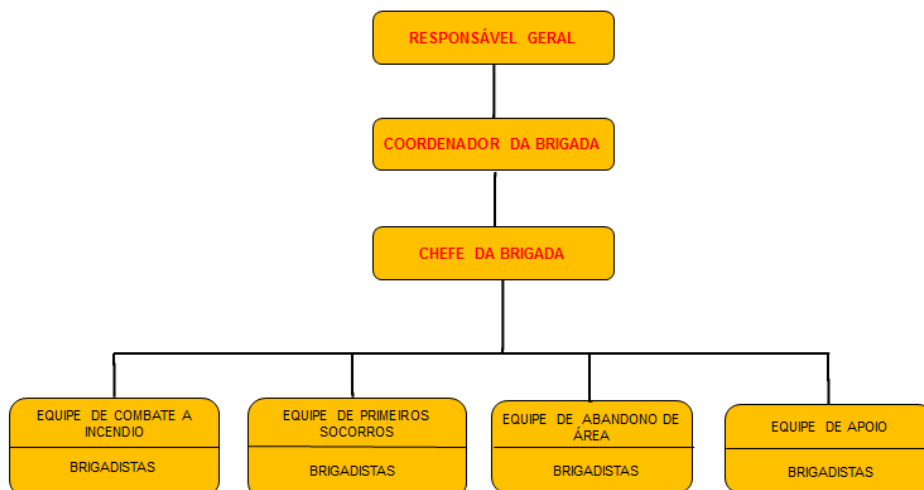 RESPONSÁVEL GERAL
COORDENADOR DA BRIGADA
CHEFE DA BRIGADA
EQUIPE DE COMBATE A
INCENDIO
BRIGADISTAS
EQUIPE DE PRIMEIROS
SOCORROS
BRIGADISTAS
EQUIPE DE ABANDONO DE
ÁREA
BRIGADISTAS
EQUIPE DE APOIO
BRIGADISTAS